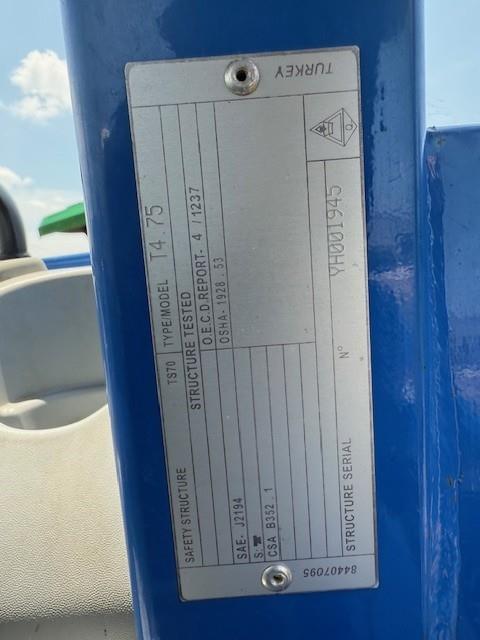 SAFETY STRUCTURE TS70 TYPE/MODEL T4 75 TURKEY
STRUCTURE TESTED
O.E.C.D.REPORT- 4 /1237
SAE- J2194 OSHA-1928.53
CSA B352.1
STRUCTURE SERIAL N° YH001945
84407095